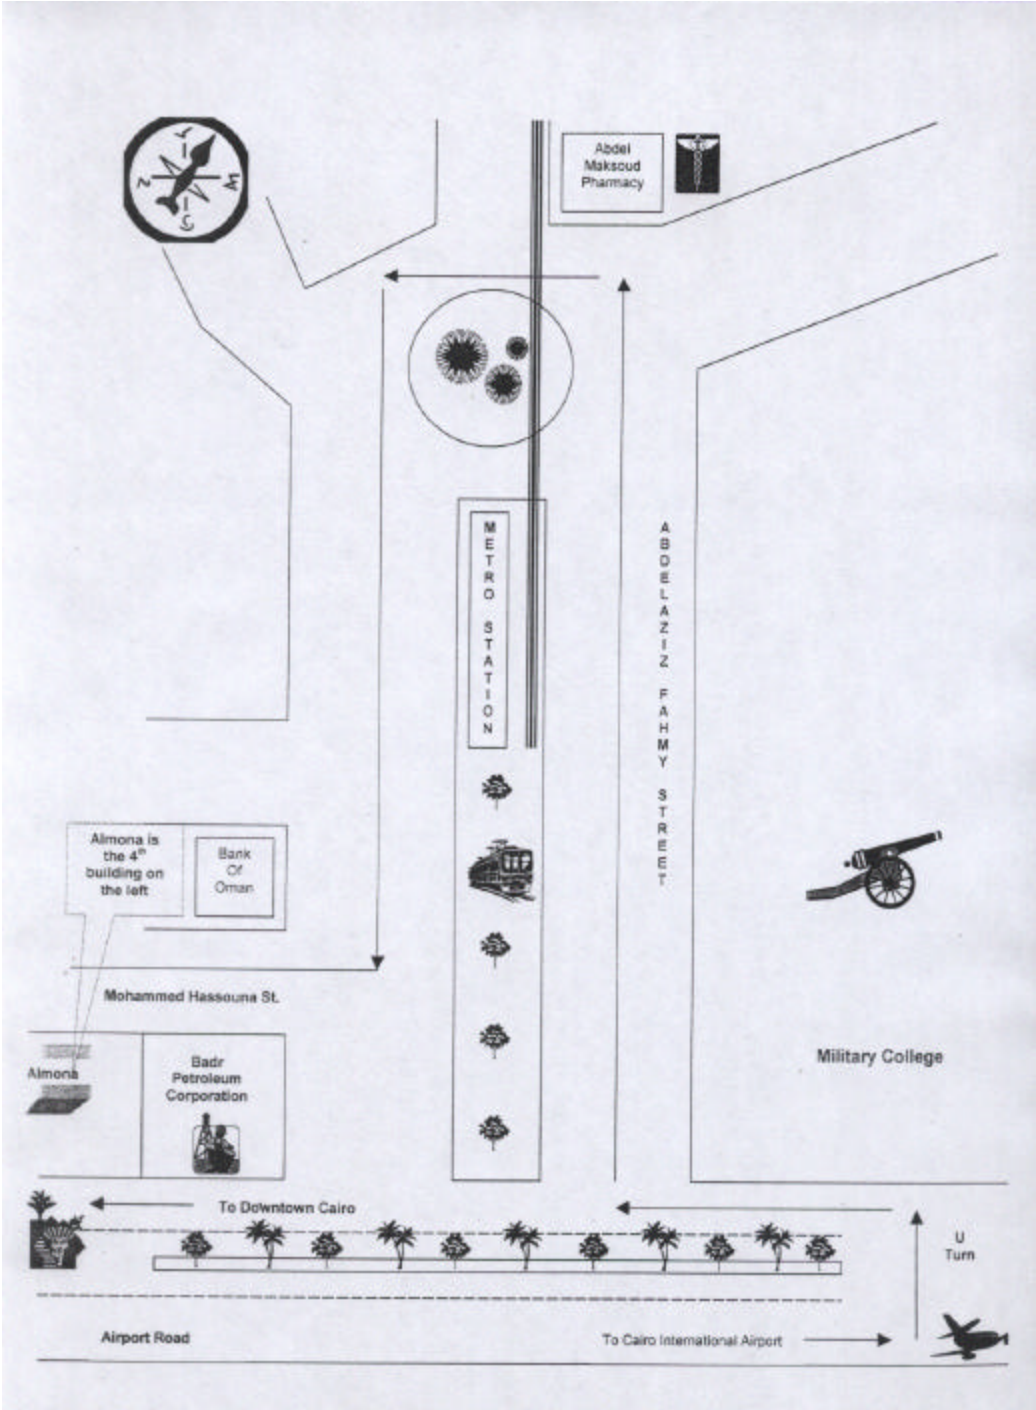 Abdel
Maksoud
Pharmacy
METRO STATION
ABDELAZIZ FAHMY STREET
Almona is
the 4th
building on
the left
Bank
Of
Oman
Mohammed Hassouna St.
Almona
Badr
Petroleum
Corporation
Military College
To Downtown Cairo
U
Turn
Airport Road
To Cairo International Airport